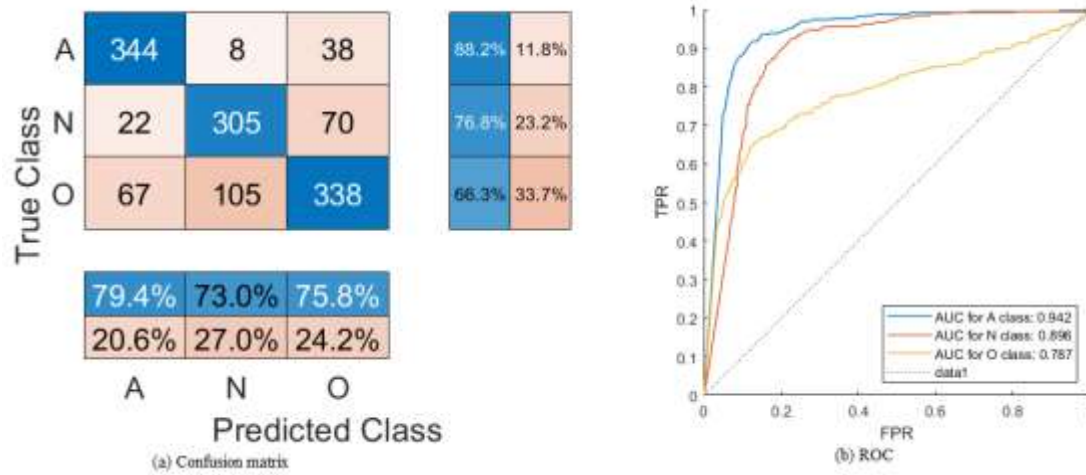 A 344 8 38 88.2% 11.8%
N 22 305 70 76.8% 23.2%
O 67 105 338 66.3% 33.7%
True Class
79.4% 73.0% 75.8%
20.6% 27.0% 24.2%
A N O
Predicted Class
(a) Confusion matrix
1
0.9
0.8
0.7
0.6
0.5
0.4
0.3
0.2
0.1
0
TPR
AUC for A class: 0.942
AUC for N class: 0.896
AUC for O class: 0.787
data1
0 0.2 0.4 0.6 0.8
FPR
(b) ROC